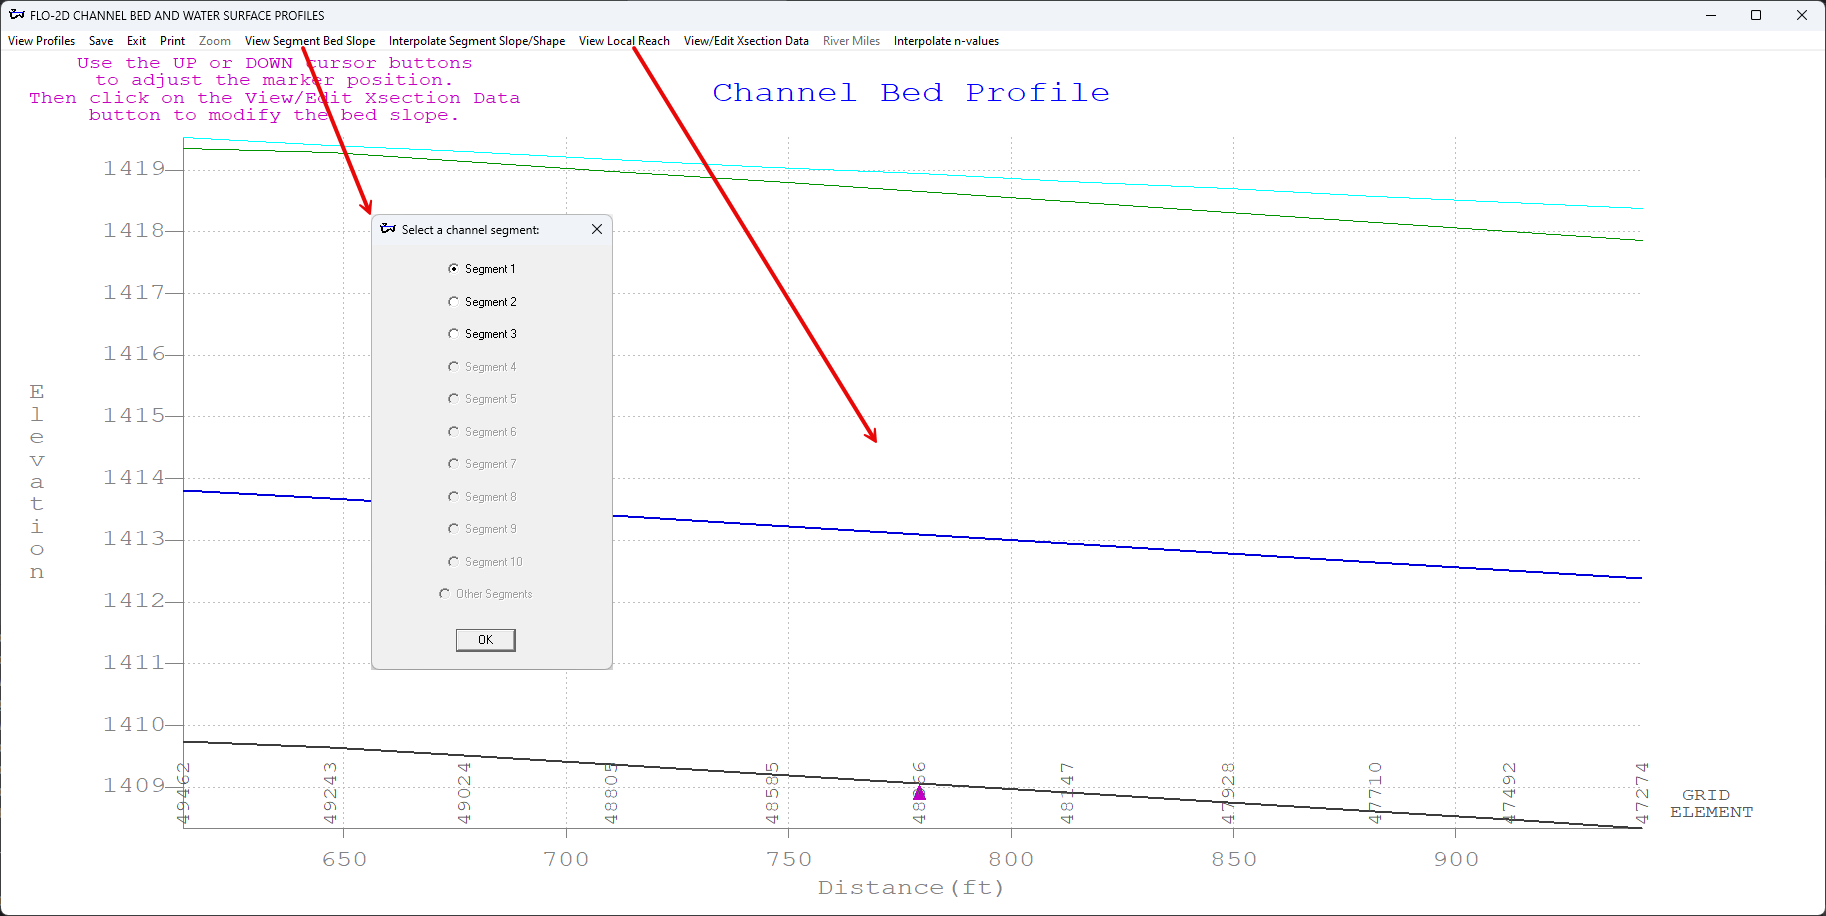 FLO-2D CHANNEL BED AND WATER SURFACE PROFILES
View Profiles Save Exit Print Zoom View Segment Bed Slope Interpolate Segment Slope/Shape View Local Reach View/Edit Xsection Data River Miles Interpolate n-values
Use the UP or DOWN cursor buttons
to adjust the marker position.
Then click on the View/Edit Xsection Data
button to modify the bed slope.
Channel Bed Profile
1419
1418
1417
1416
1415
1414
1413
1412
1411
1410
1409
Elevation
Select a channel segment:
Segment 1
Segment 2
Segment 3
Segment 4
Segment 5
Segment 6
Segment 7
Segment 8
Segment 9
Segment 10
Other Segments
OK
49462
49243
49024
48805
48585
48147
47928
47710
47492
47274
GRID
ELEMENT
650 700 750 800 850 900
Distance(ft)